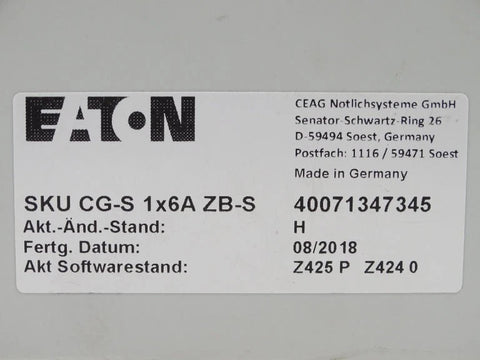 EATON
CEAG Notlichsysteme GmbH
Senator-Schwartz-Ring 26
D-59494 Soest, Germany
Postfach: 1116 / 59471 Soest
Made in Germany
SKU CG-S 1x6A ZB-S 40071347345
Akt.-Änd.-Stand: H
Fertg. Datum: 08/2018
Akt Softwarestand: Z425 P Z424 0